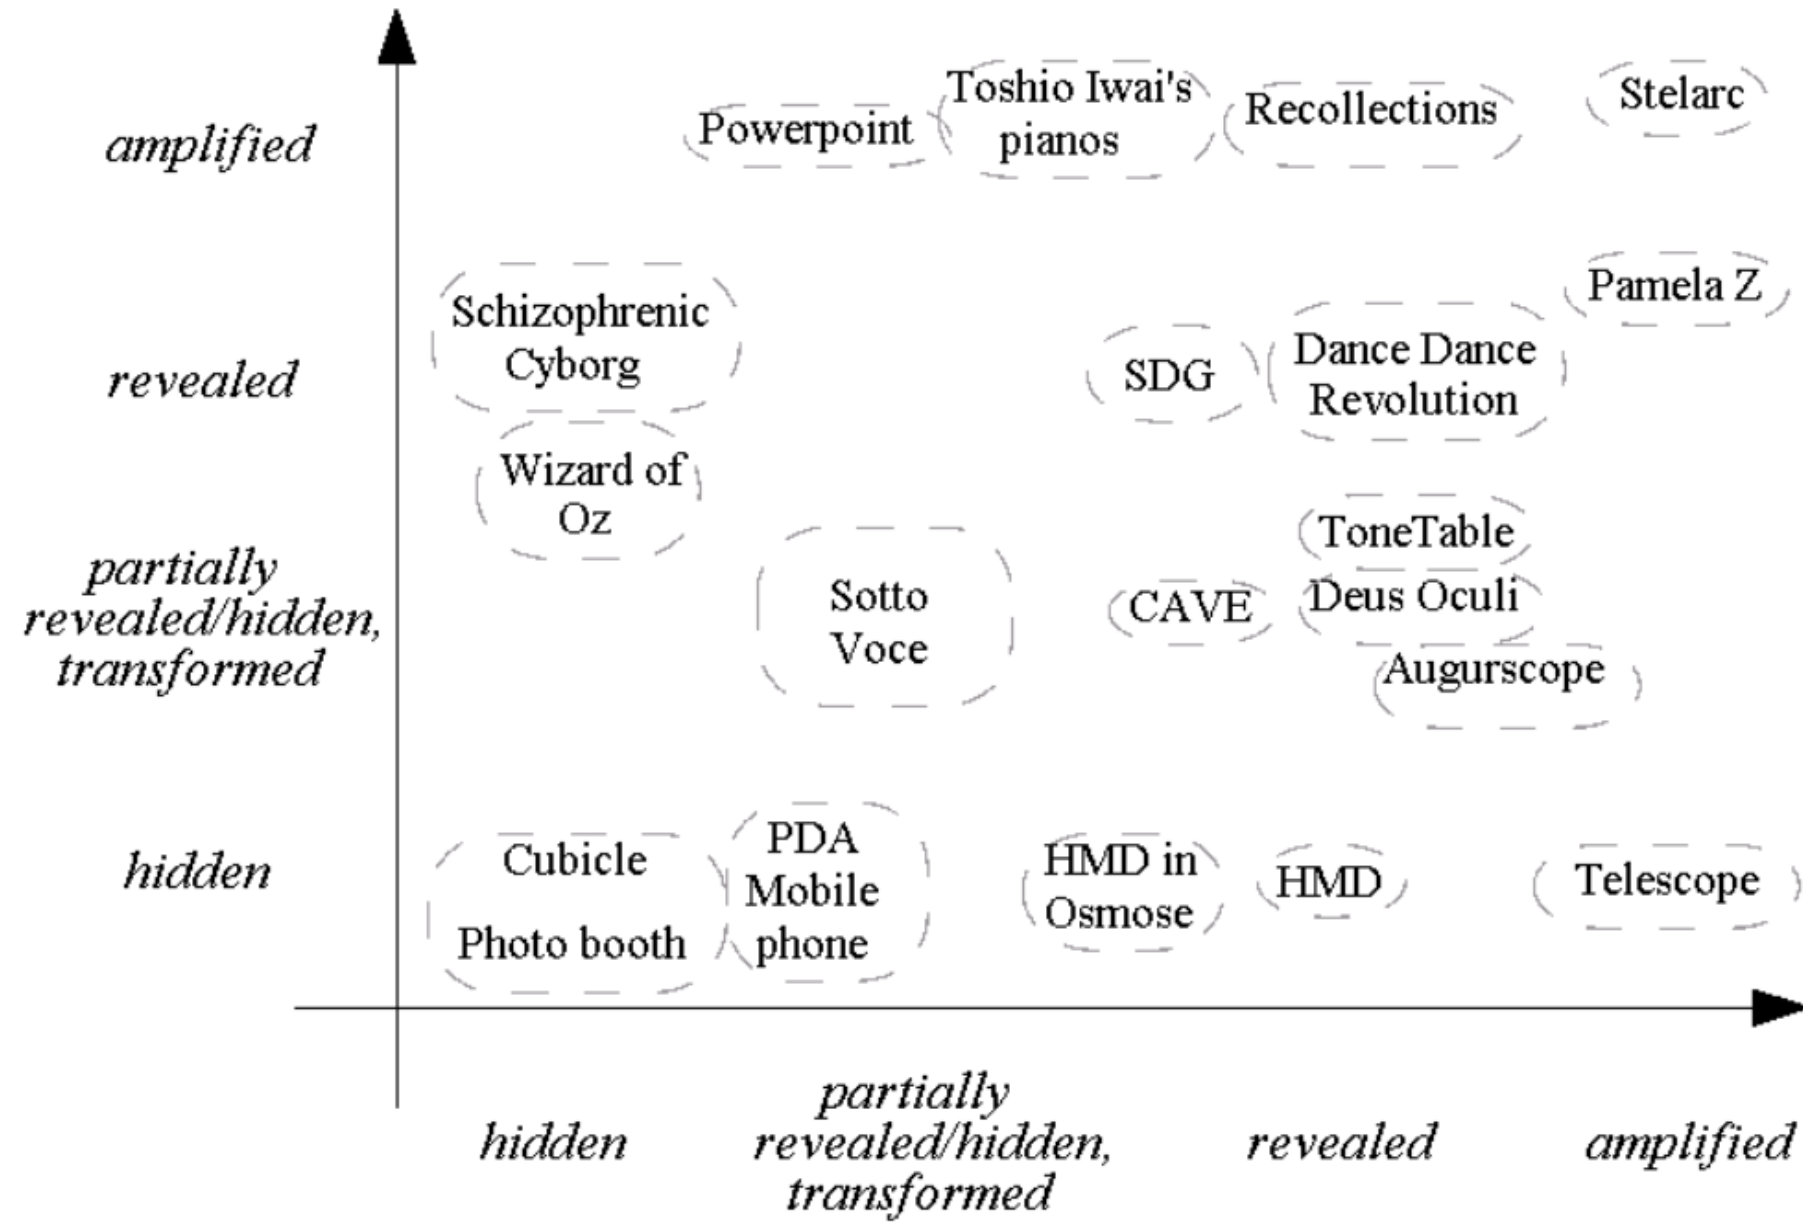 amplified
Powerpoint
Toshio Iwai's
pianos
Recollections
Stelarc
revealed
Schizophrenic
Cyborg
SDG
Dance Dance
Revolution
Pamela Z
Wizard of
Oz
partially
revealed/hidden,
transformed
Sotto
Voce
CAVE
ToneTable
Deus Oculi
Augurscope
hidden
Cubicle
Photo booth
PDA
Mobile
phone
HMD in
Osmose
HMD
Telescope
hidden
partially
revealed/hidden,
transformed
revealed
amplified